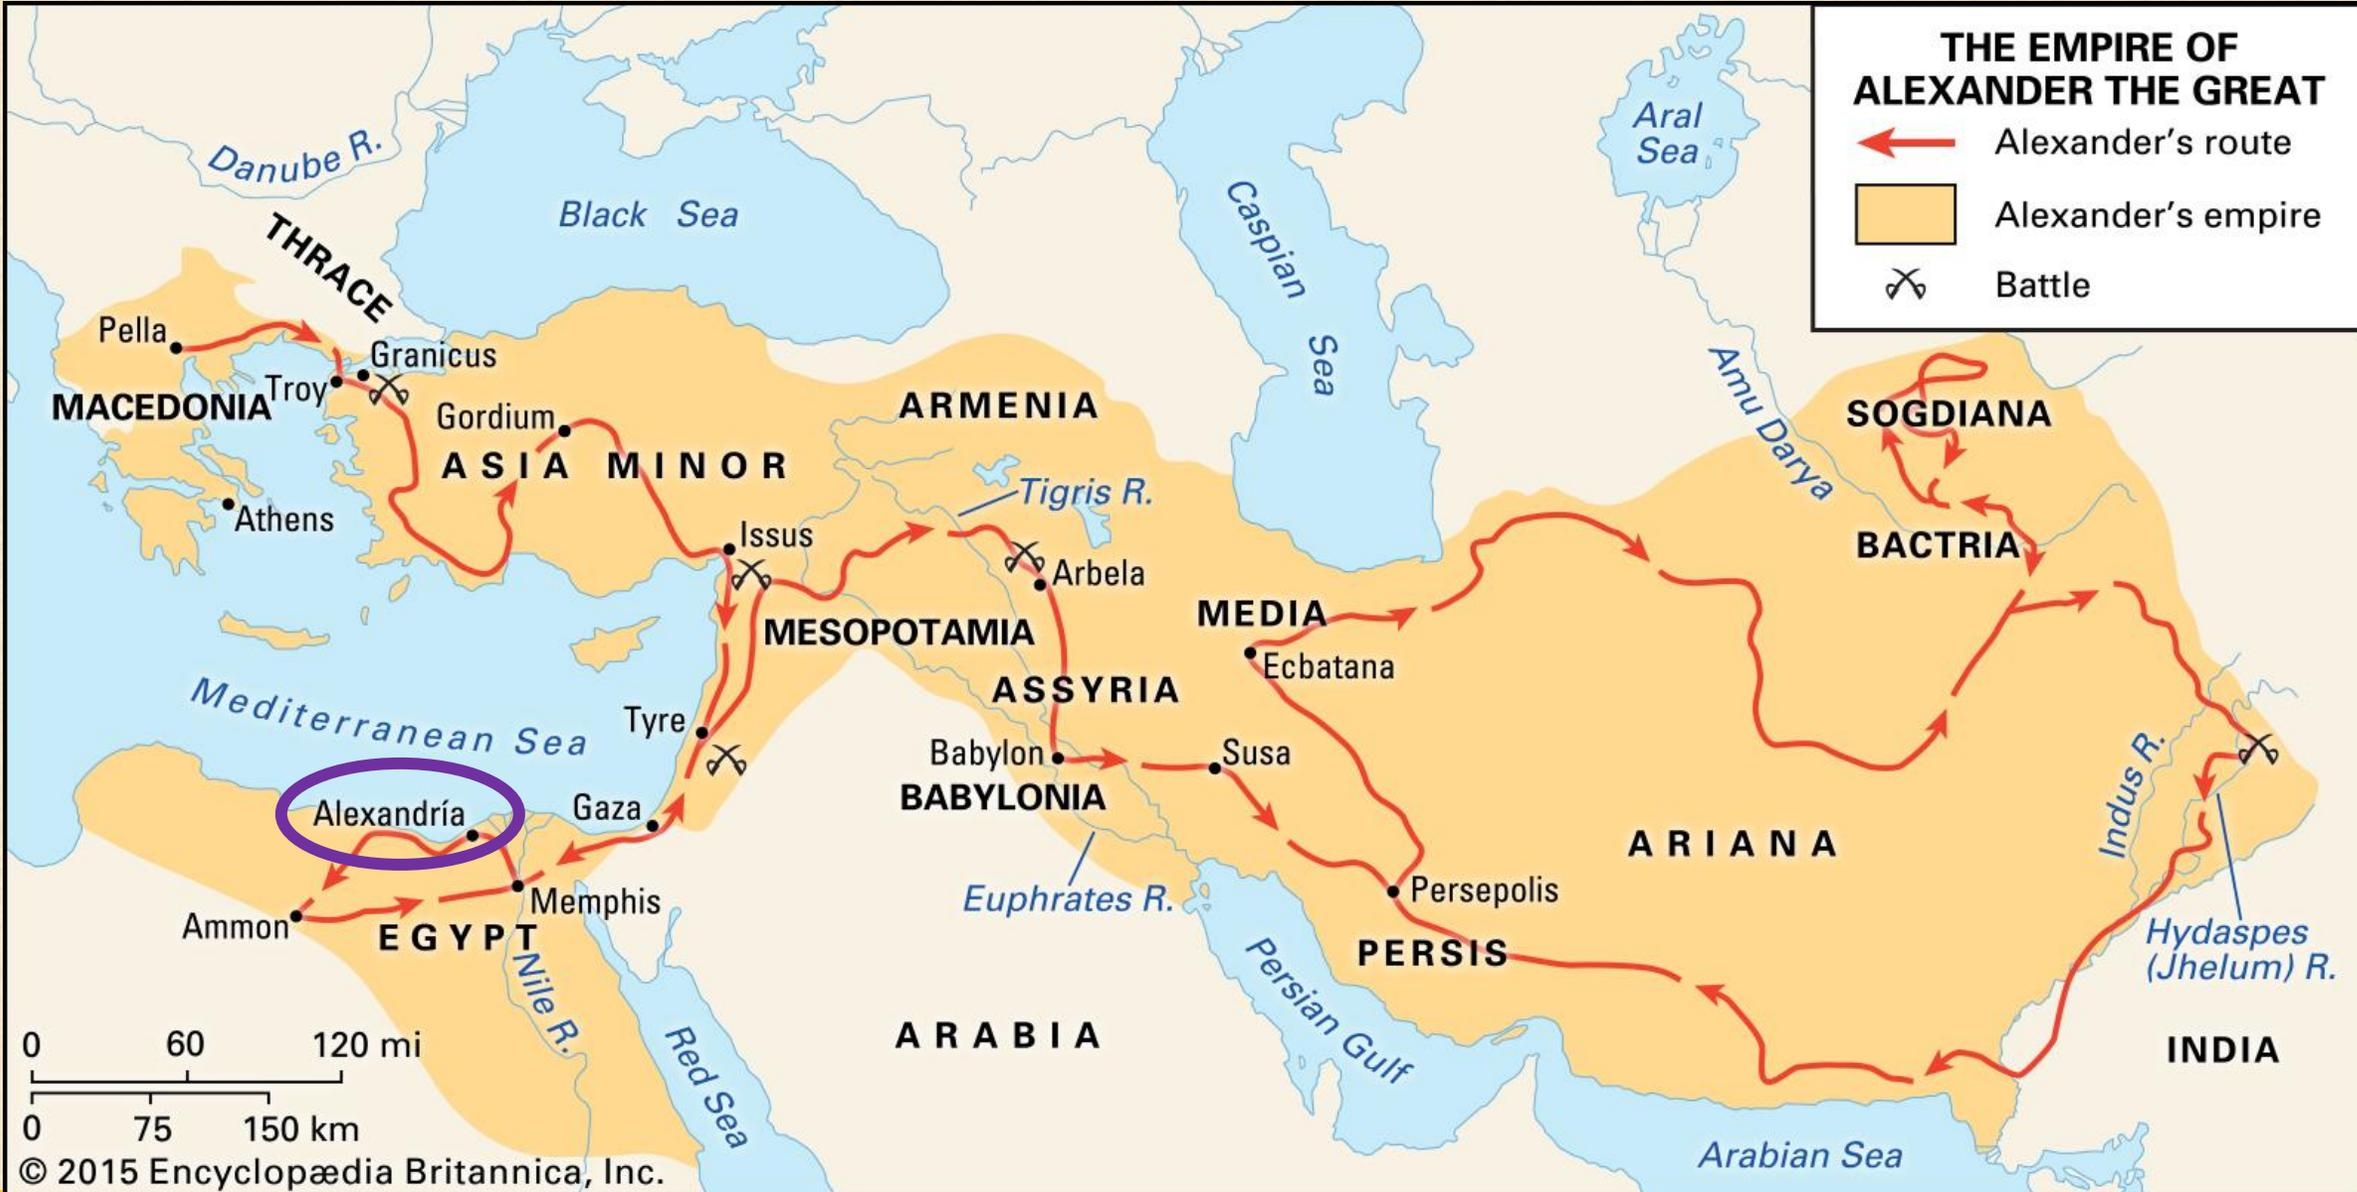 THE EMPIRE OF
ALEXANDER THE GREAT
Alexander's route
Alexander's empire
Battle
Danube R.
THRACE
Black Sea
Caspian
Sea
Aral
Sea
Amu Darya
Pella
Granicus
Troy
MACEDONIA
Gordium
ASIA MINOR
ARMENIA
SOGDIANA
Athens
Tigris R.
Issus
Arbela
BACTRIA
MEDIA
MESOPOTAMIA
Ecbatana
ASSYRIA
Mediterranean Sea
Tyre
Babylon
Susa
BABYLONIA
Indus R.
Alexandría
Gaza
ARIANA
Euphrates R.
Persepolis
Memphis
Ammon
EGYPT
PERSIS
Hydaspes
(Jhelum) R.
Nile R.
Persian Gulf
Red Sea
ARABIA
INDIA
0 60 120 mi
0 75 150 km
Arabian Sea
© 2015 Encyclopædia Britannica, Inc.